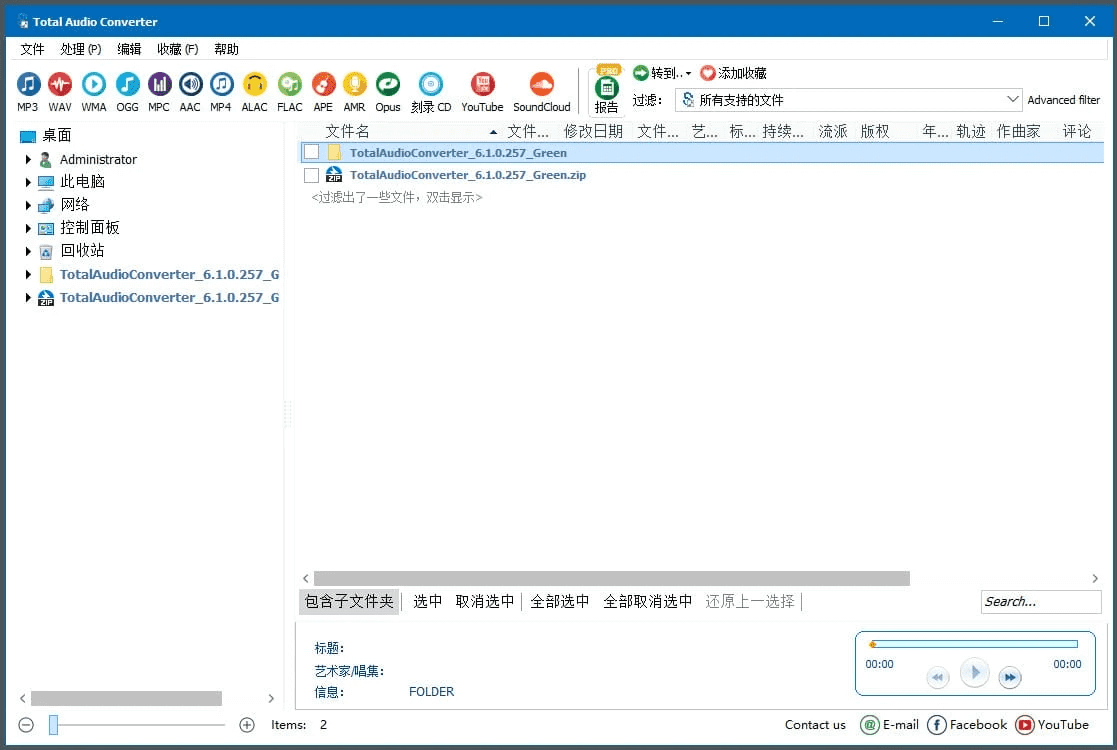 Total Audio Converter
文件 处理 (P) 编辑 收藏 (F) 帮助
PRO 转到.. 添加收藏
MP3 WAV WMA OGG MPC AAC MP4 ALAC FLAC APE AMR Opus 刻录 CD YouTube SoundCloud 报告 过滤： 所有支持的文件 Advanced filter
桌面
文件名 文件... 修改日期 文件... 艺... 标... 持续... 流派 版权 年... 轨迹 作曲家 评论
Administrator
TotalAudioConverter_6.1.0.257_Green
此电脑
ZIP TotalAudioConverter_6.1.0.257_Green.zip
网络
<过滤出了一些文件，双击显示>
控制面板
回收站
TotalAudioConverter_6.1.0.257_G
ZIP TotalAudioConverter_6.1.0.257_G
包含子文件夹 选中 取消选中 全部选中 全部取消选中 还原上一选择 Search...
标题:
艺术家/唱集:
信息: FOLDER
00:00 00:00
Items: 2
Contact us @ E-mail f Facebook YouTube